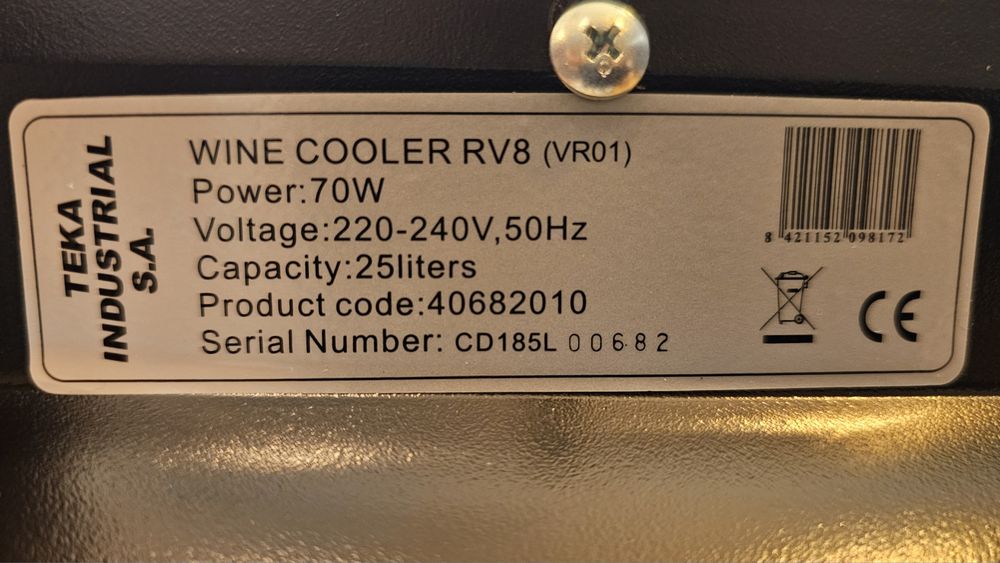 TEKA
INDUSTRIAL
S.A.
WINE COOLER RV8 (VR01)
Power:70W
Voltage:220-240V,50Hz
Capacity:25liters
Product code:40682010
Serial Number: CD185L 00682
8 421152 098172
CE